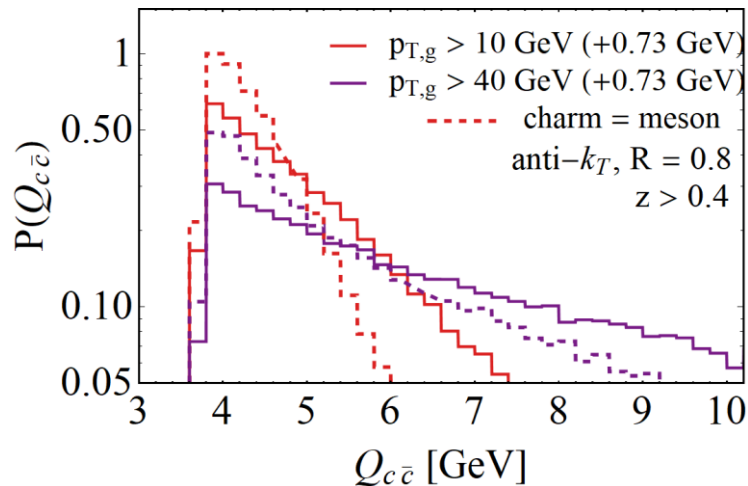 1
0.50
0.10
0.05
P(Q_{c c̄})
p_{T,g} > 10 GeV (+0.73 GeV)
p_{T,g} > 40 GeV (+0.73 GeV)
charm = meson
anti−k_T, R = 0.8
z > 0.4
3 4 5 6 7 8 9 10
Q_{c c̄} [GeV]